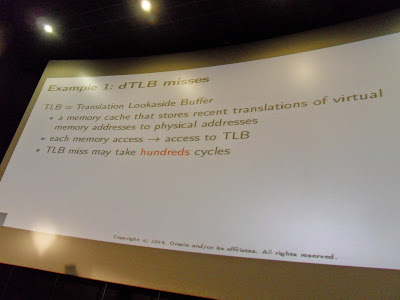 Example 1: dTLB misses
TLB = Translation Lookaside Buffer
• a memory cache that stores recent translations of virtual
memory addresses to physical addresses
• each memory access → access to TLB
• TLB miss may take hundreds cycles
Copyright © 2014, Oracle and/or its affiliates. All rights reserved.